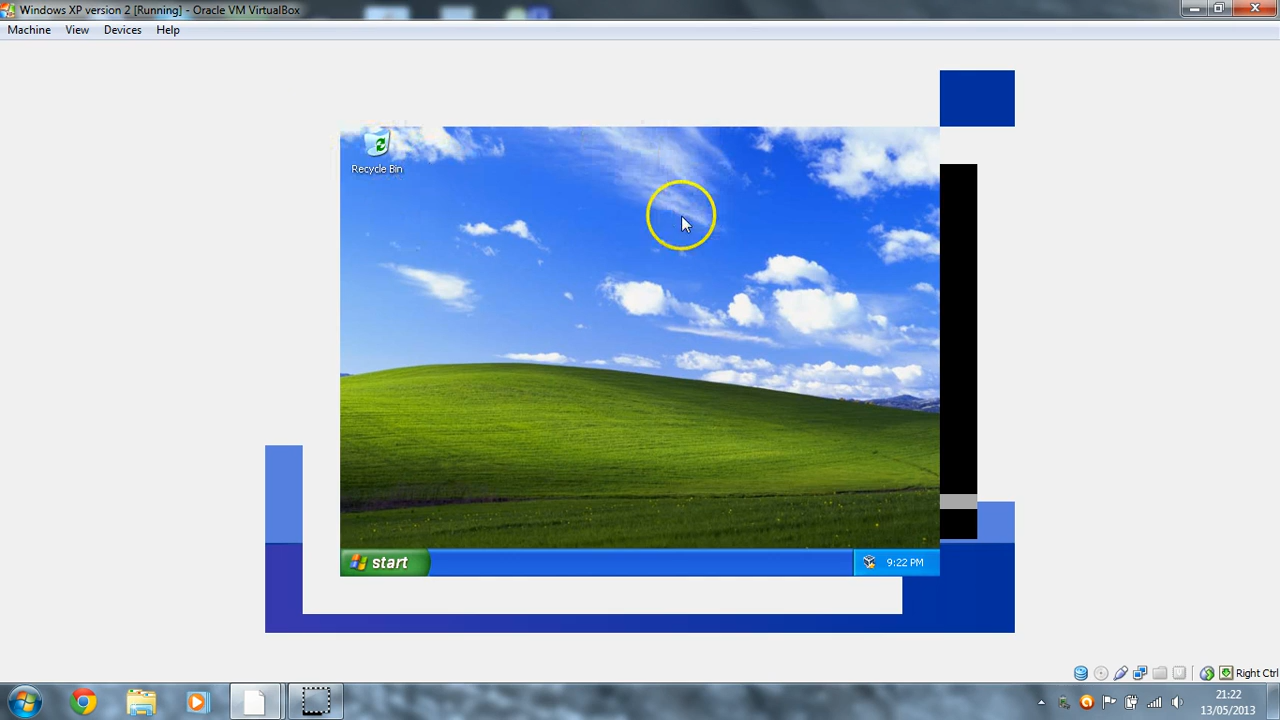 Windows XP version 2 [Running] - Oracle VM VirtualBox
Machine View Devices Help
Recycle Bin
start
9:22 PM
Right Ctrl
21:22
13/05/2013